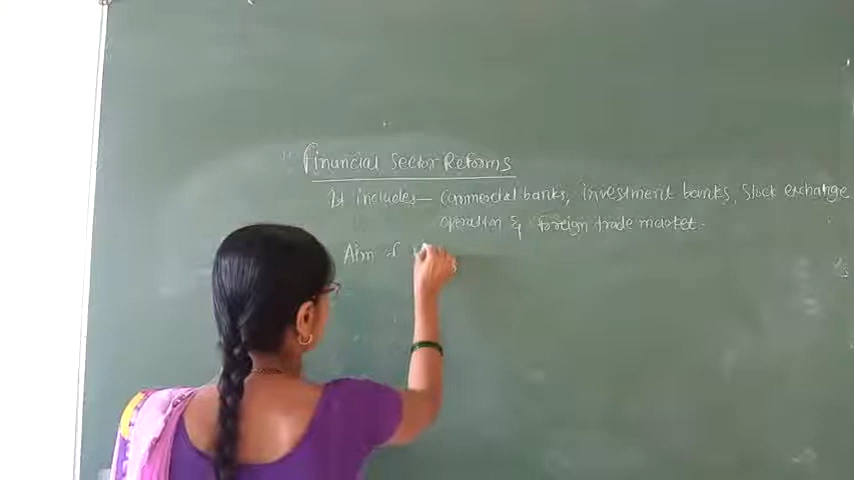 Financial Sector Reforms
It includes— Commercial banks, investment banks, Stock exchange
operation & foreign trade market.
Aim of